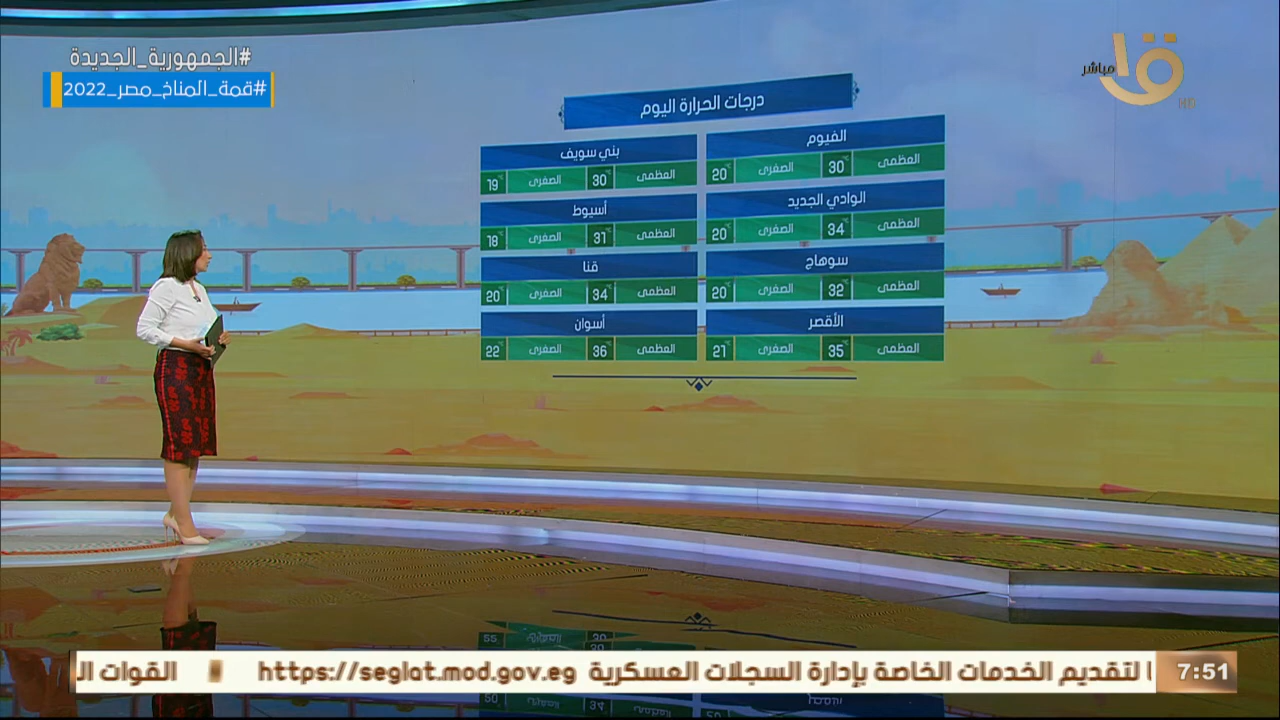 #الجمهورية_الجديدة
#قمة_المناخ_مصر_2022
مباشر
HD
درجات الحرارة اليوم
الفيوم
العظمى 30°C الصغرى 20°C
بني سويف
العظمى 30°C الصغرى 19°C
الوادي الجديد
العظمى 34°C الصغرى 20°C
أسيوط
العظمى 31°C الصغرى 18°C
سوهاج
العظمى 32°C الصغرى 20°C
قنا
العظمى 34°C الصغرى 20°C
الأقصر
العظمى 35°C الصغرى 21°C
أسوان
العظمى 36°C الصغرى 22°C
7:51 لتقديم الخدمات الخاصة بإدارة السجلات العسكرية https://seglat.mod.gov.eg القوات ال